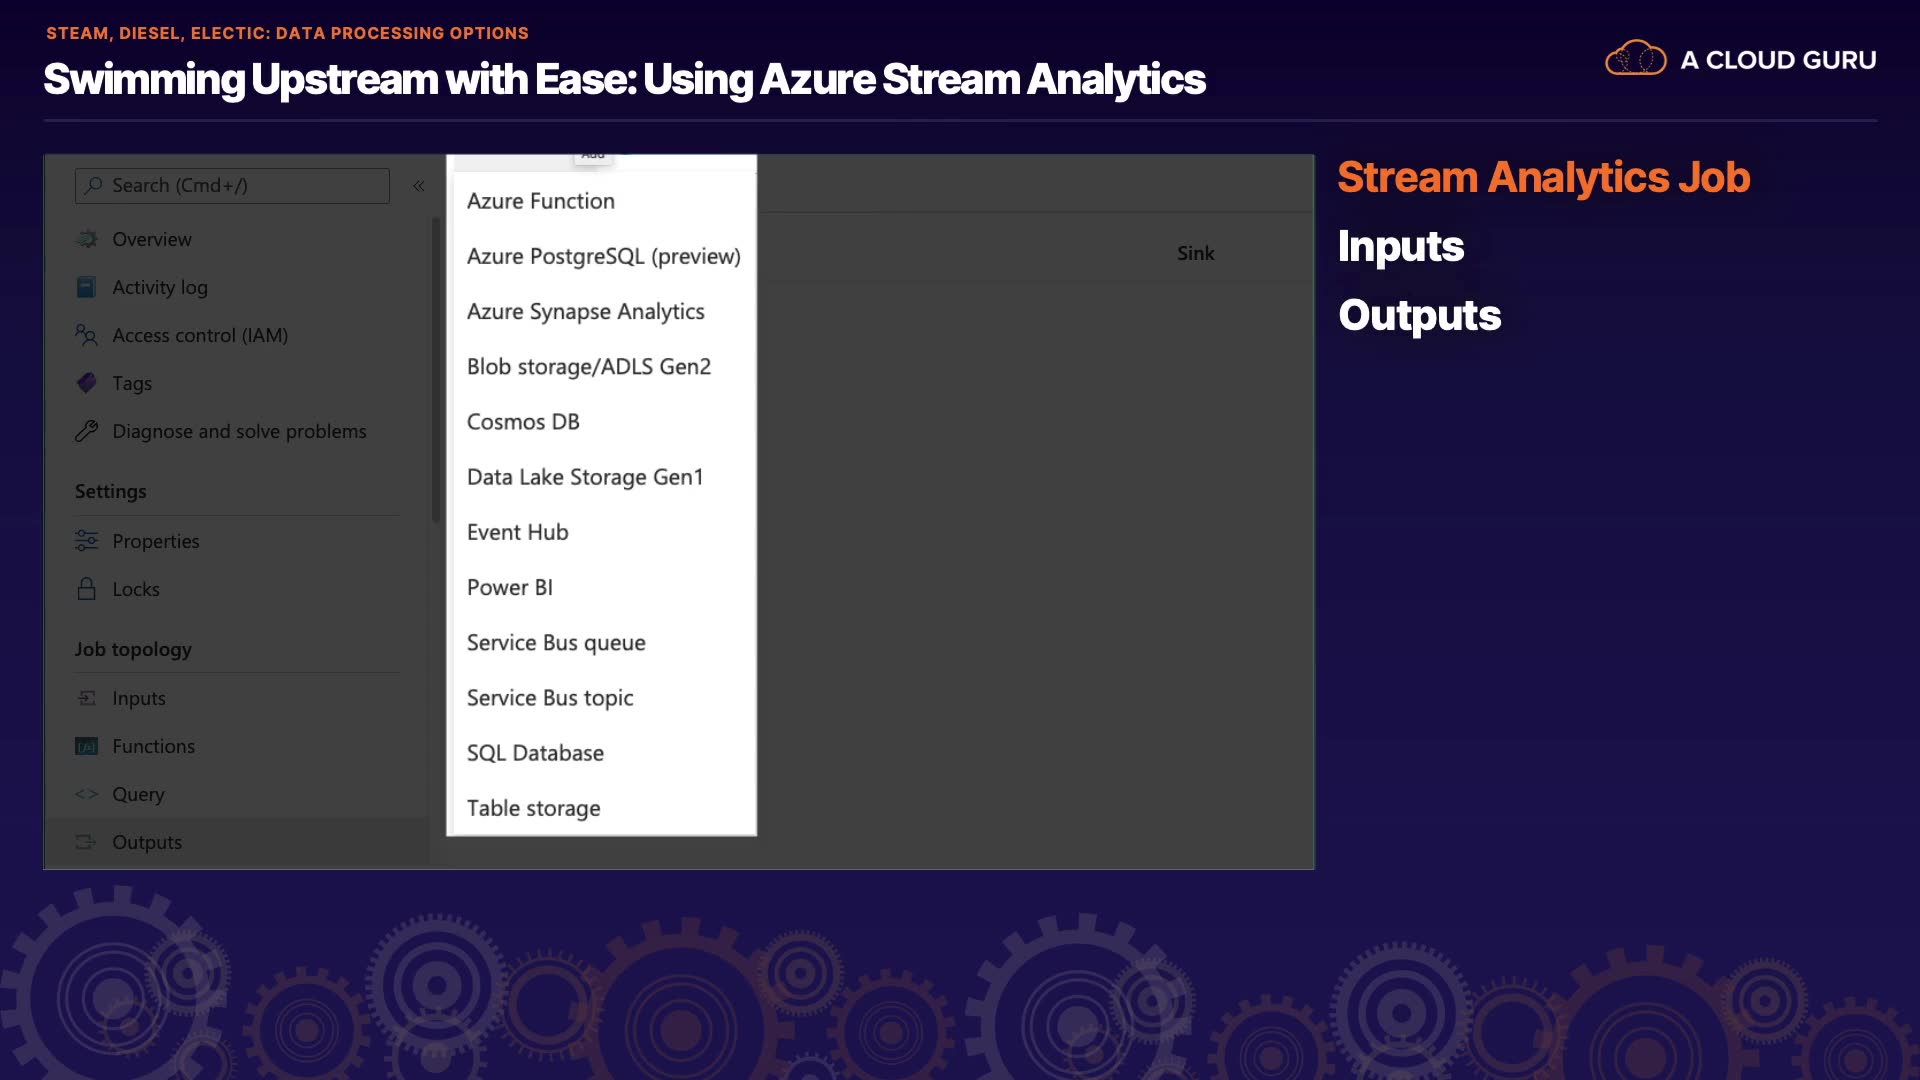 STEAM, DIESEL, ELECTIC: DATA PROCESSING OPTIONS
Swimming Upstream with Ease: Using Azure Stream Analytics
A CLOUD GURU
Search (Cmd+/)
«
Overview
Activity log
Access control (IAM)
Tags
Diagnose and solve problems
Settings
Properties
Locks
Job topology
Inputs
Functions
Query
Outputs
Add
Azure Function
Azure PostgreSQL (preview)
Azure Synapse Analytics
Blob storage/ADLS Gen2
Cosmos DB
Data Lake Storage Gen1
Event Hub
Power BI
Service Bus queue
Service Bus topic
SQL Database
Table storage
Sink
Stream Analytics Job
Inputs
Outputs